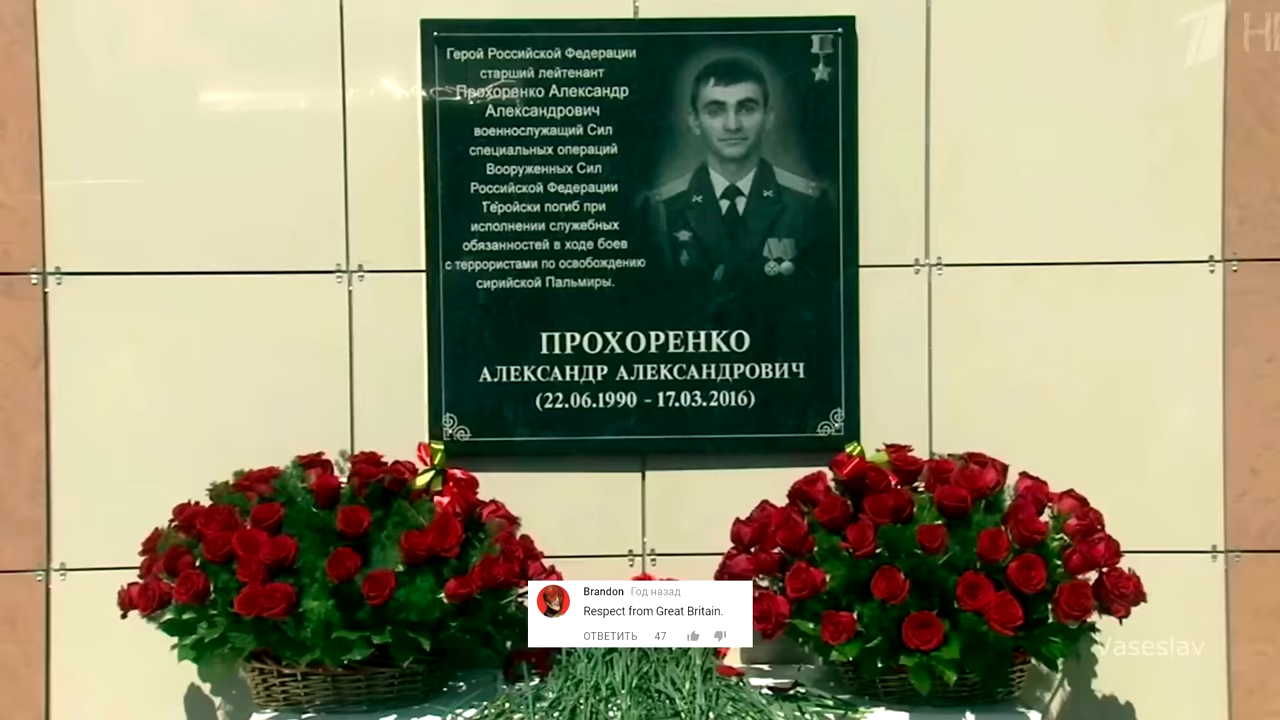 Герой Российской Федерации
старший лейтенант
Прохоренко Александр
Александрович
военнослужащий Сил
специальных операций
Вооруженных Сил
Российской Федерации
Геройски погиб при
исполнении служебных
обязанностей в ходе боев
с террористами по освобождению
сирийской Пальмиры.
ПРОХОРЕНКО
АЛЕКСАНДР АЛЕКСАНДРОВИЧ
(22.06.1990 - 17.03.2016)
Brandon Год назад
Respect from Great Britain.
ОТВЕТИТЬ 47
Vaseslav